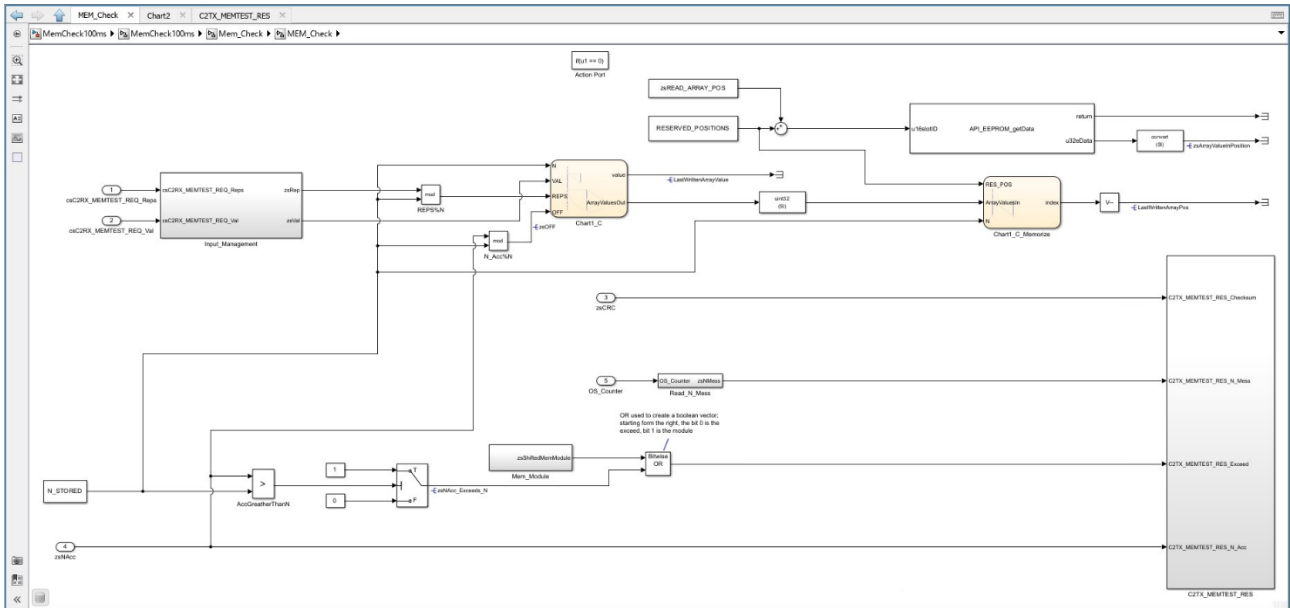 MEM_Check × Chart2 × C2TX_MEMTEST_RES ×
MemCheck100ms MemCheck100ms Mem_Check MEM_Check
if(u1 == 0)
Action Port
zsREAD_ARRAY_POS
RESERVED_POSITIONS
u16slotID
API_EEPROM_getData
return
u32eData
convert
(SI)
zsArrayValueInPosition
1
csC2RX_MEMTEST_REQ_Reps
2
csC2RX_MEMTEST_REQ_Val
csC2RX_MEMTEST_REQ_Reps
zsRep
csC2RX_MEMTEST_REQ_Val
zsVal
Input_Management
mod
REPS%N
mod
N_Acc%N
zsOFF
N
VAL
REPS
OFF
value
ArrayValuesOut
Chart1_C
LastWrittenArrayValue
uint32
(SI)
RES_POS
ArrayValuesIn
N
index
Chart1_C_Memorize
V~
LastWrittenArrayPos
3
zsCRC
5
OS_Counter
OS_Counter zsNMess
Read_N_Mess
OR used to create a boolean vector;
starting form the right, the bit 0 is the
exceed, bit 1 is the module
zsShiftedMemModule
Mem_Module
Bitwise
OR
N_STORED
>
AccGreatherThanN
1
0
T
F
zsNAcc_Exceeds_N
4
zsNAcc
C2TX_MEMTEST_RES_Checksum
C2TX_MEMTEST_RES_N_Mess
C2TX_MEMTEST_RES_Exceed
C2TX_MEMTEST_RES_N_Acc
C2TX_MEMTEST_RES